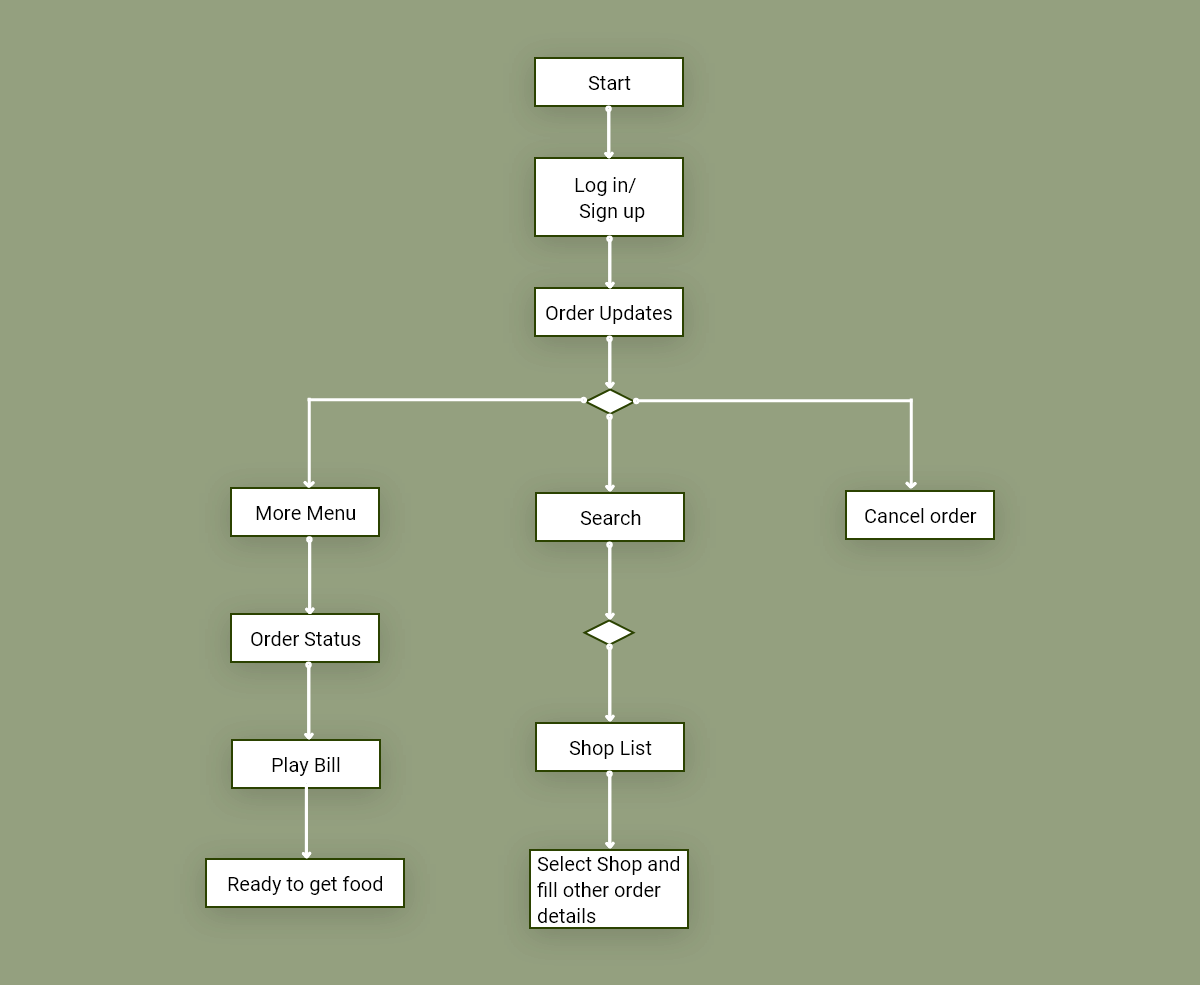 Start
Log in/
Sign up
Order Updates
More Menu
Search
Cancel order
Order Status
Shop List
Play Bill
Select Shop and
fill other order
details
Ready to get food